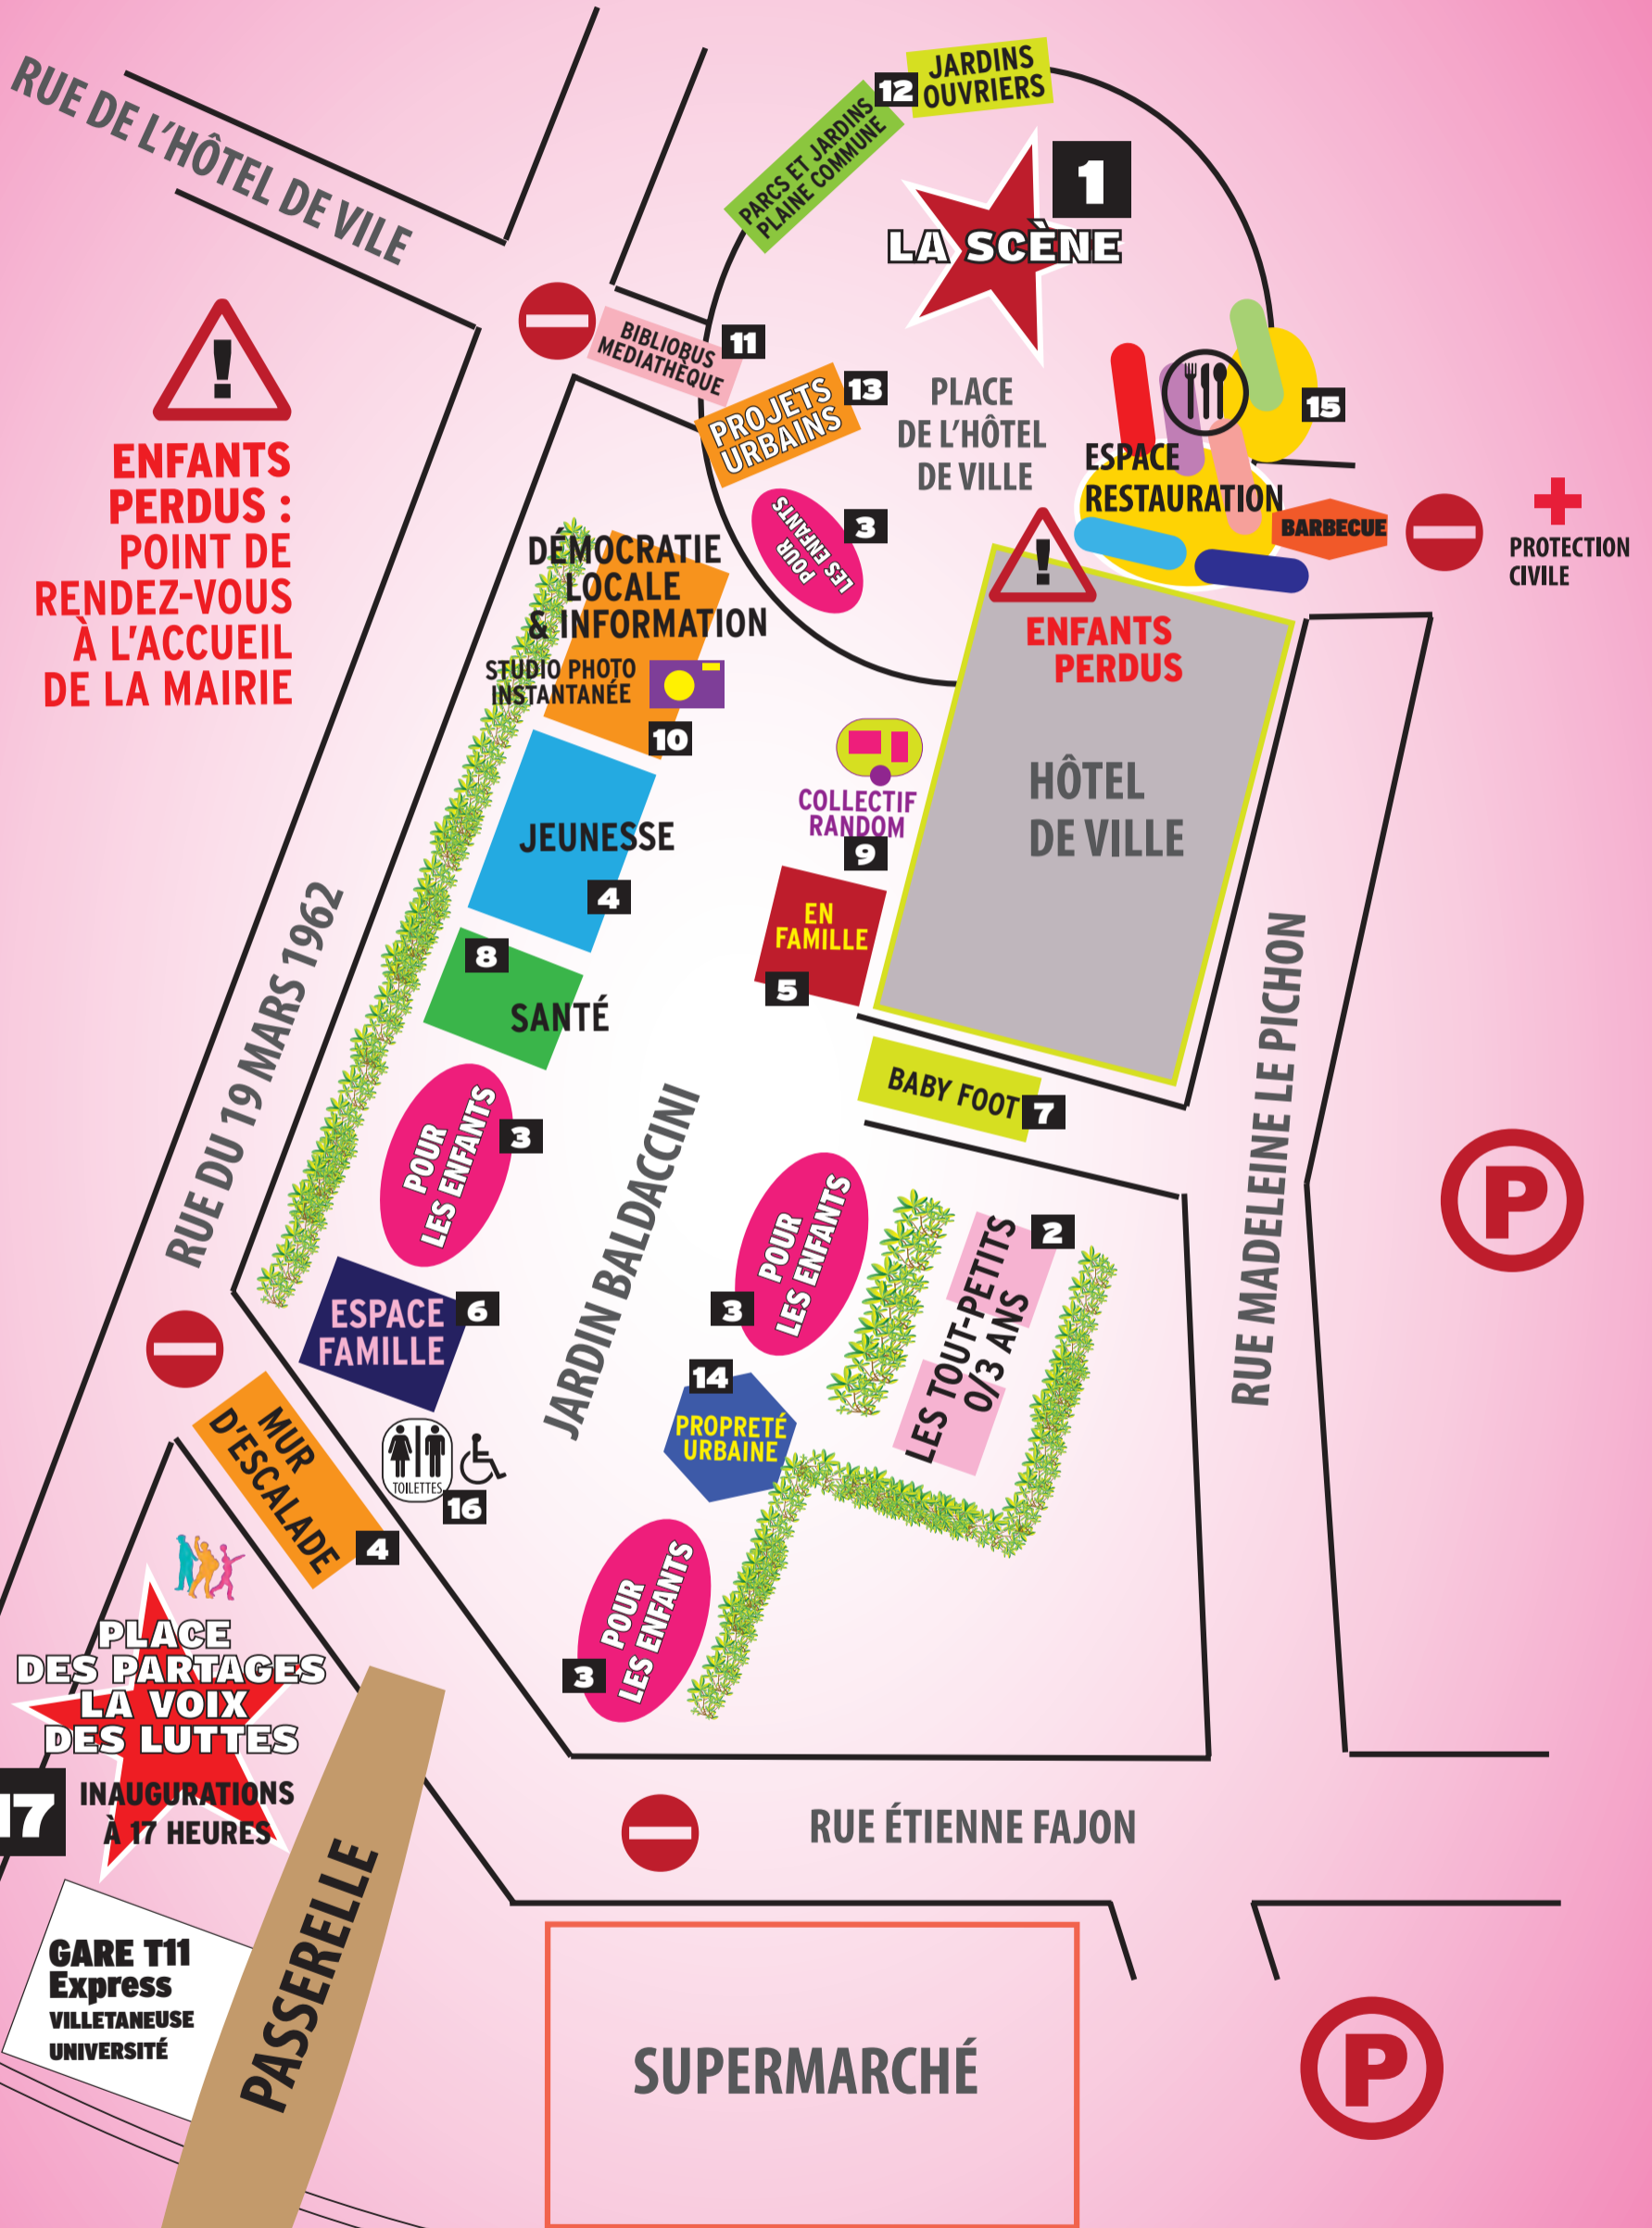 RUE DE L'HÔTEL DE VILE
12
JARDINS
OUVRIERS
PARCS ET JARDINS
PLAINE COMMUNE
1
LA SCÈNE
BIBLIOBUS
MEDIATHÈQUE
11
PROJETS
URBAINS
13
PLACE
DE L'HÔTEL
DE VILLE
15
ESPACE
RESTAURATION
BARBECUE
PROTECTION
CIVILE
ENFANTS
PERDUS :
POINT DE
RENDEZ-VOUS
À L'ACCUEIL
DE LA MAIRIE
POUR
LES ENFANTS
3
DÉMOCRATIE
LOCALE
& INFORMATION
STUDIO PHOTO
INSTANTANÉE
10
ENFANTS
PERDUS
HÔTEL
DE VILLE
COLLECTIF
RANDOM
9
JEUNESSE
4
EN
FAMILLE
5
8
SANTÉ
RUE DU 19 MARS 1962
BABY FOOT
7
POUR
LES ENFANTS
3
JARDIN BALDACCINI
POUR
LES ENFANTS
3
LES TOUT-PETITS
0/3 ANS
2
RUE MADELEINE LE PICHON
P
ESPACE
FAMILLE
6
14
PROPRETÉ
URBAINE
MUR
D'ESCALADE
4
TOILETTES
16
POUR
LES ENFANTS
3
PLACE
DES PARTAGES
LA VOIX
DES LUTTES
17
INAUGURATIONS
À 17 HEURES
RUE ÉTIENNE FAJON
PASSERELLE
GARE T11
Express
VILLETANEUSE
UNIVERSITÉ
SUPERMARCHÉ
P